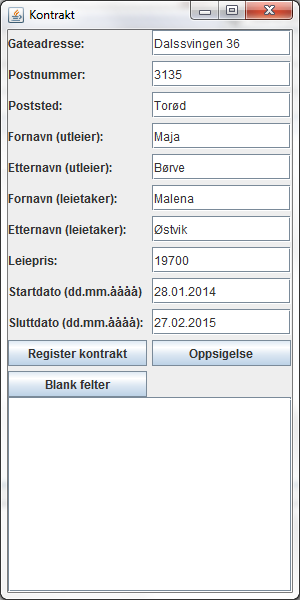 Kontrakt
Gateadresse: Dalssvingen 36
Postnummer: 3135
Poststed: Torød
Fornavn (utleier): Maja
Etternavn (utleier): Børve
Fornavn (leietaker): Malena
Etternavn (leietaker): Østvik
Leiepris: 19700
Startdato (dd.mm.åååå) 28.01.2014
Sluttdato (dd.mm.åååå): 27.02.2015
Register kontrakt Oppsigelse
Blank felter